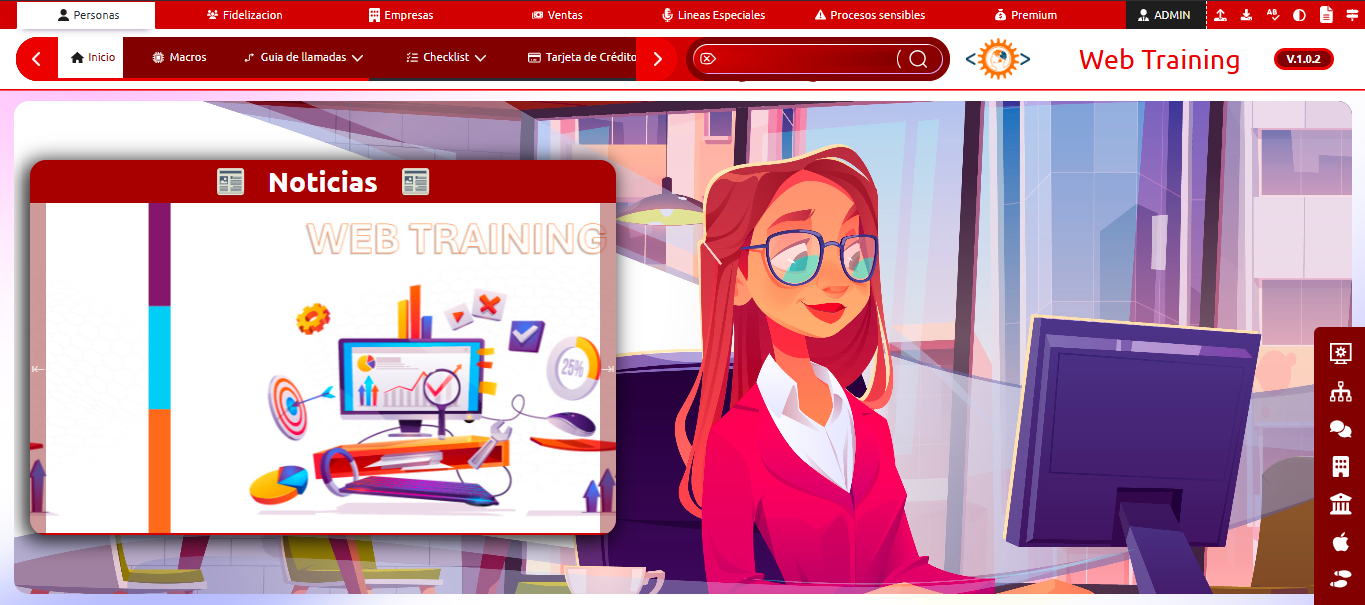 Personas Fidelizacion Empresas Ventas Lineas Especiales Procesos sensibles Premium ADMIN AB
Inicio Macros Guia de llamadas Checklist Tarjeta de Crédito Web Training V.1.0.2
Noticias
WEB TRAINING
25%